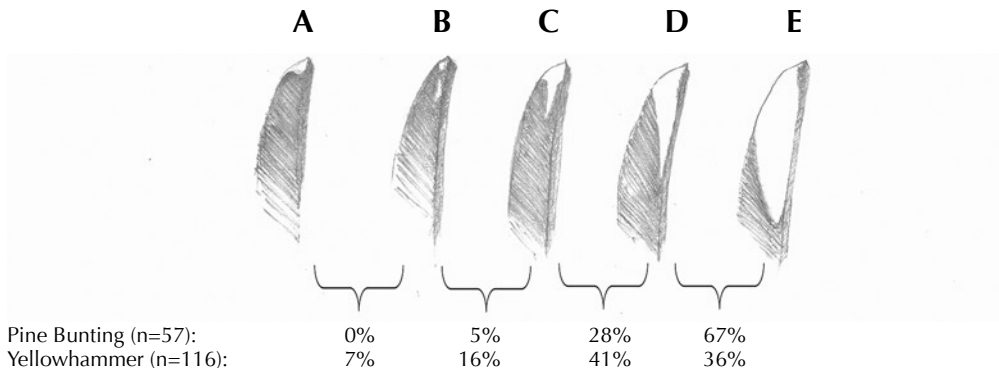 A B C D E
Pine Bunting (n=57): 0% 5% 28% 67%
Yellowhammer (n=116): 7% 16% 41% 36%